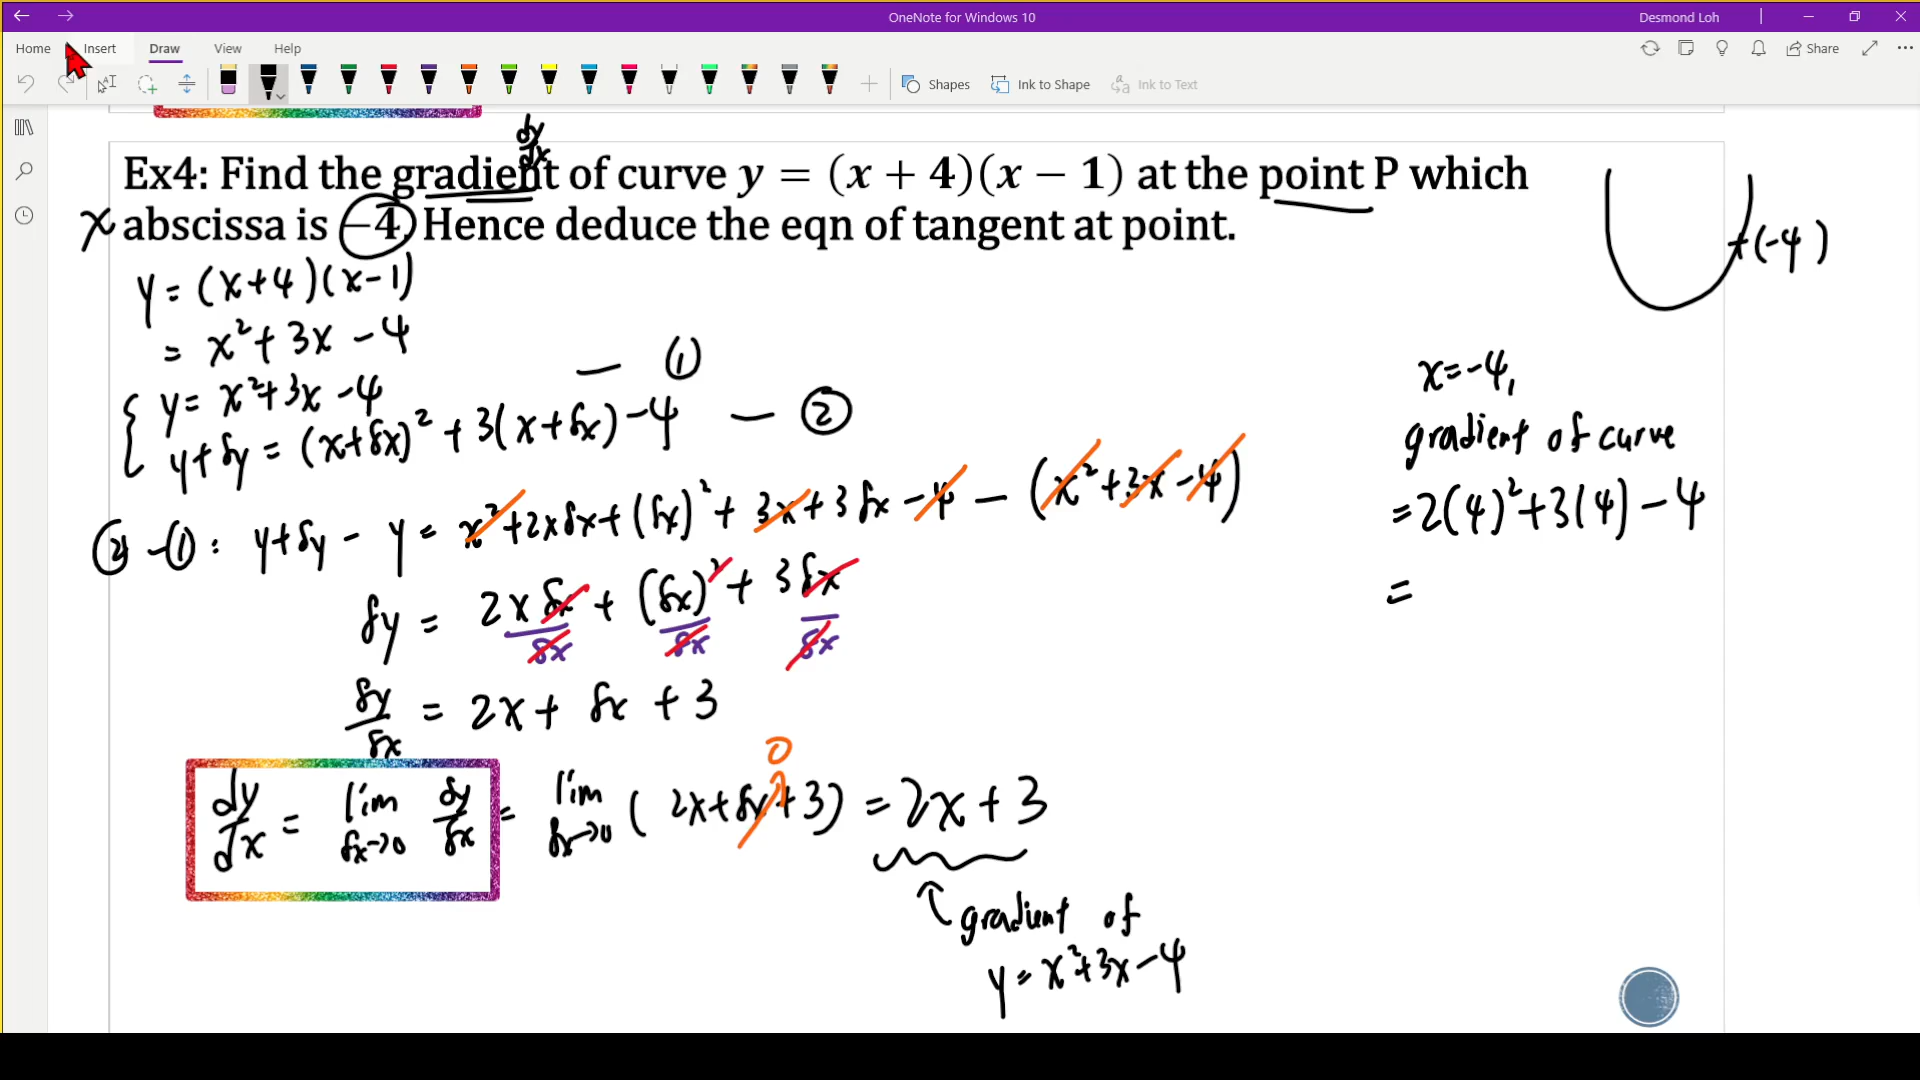 OneNote for Windows 10
Desmond Loh
Home Insert Draw View Help
Share
Shapes Ink to Shape Ink to Text
dy/dx
Ex4: Find the gradient of curve y = (x + 4)(x − 1) at the point P which
x abscissa is −4. Hence deduce the eqn of tangent at point.
(-4)
y = (x+4)(x-1)
= x² + 3x - 4
y = x² + 3x - 4 — ①
y+δy = (x+δx)² + 3(x+δx) - 4 — ②
② - ① : y+δy - y = x² + 2xδx + (δx)² + 3x + 3δx - 4 - (x² + 3x - 4)
δy = 2xδx/δx + (δx)²/δx + 3δx/δx
δy/δx = 2x + δx + 3
0
dy/dx = lim δx→0 δy/δx = lim δx→0 (2x + δx + 3) = 2x + 3
gradient of
y = x² + 3x - 4
x = -4,
gradient of curve
= 2(4)² + 3(4) - 4
=